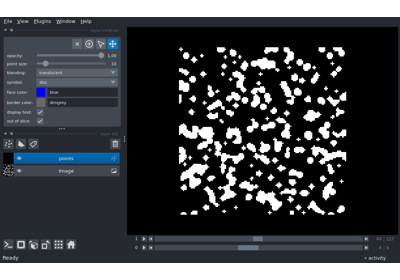 File View Plugins Window Help
opacity: 1.00
point size: 10
blending: translucent
symbol: disc
face color: blue
border color: dimgrey
display text: ✓
out of slice: ✓
points
Image
1
0
Ready
activity